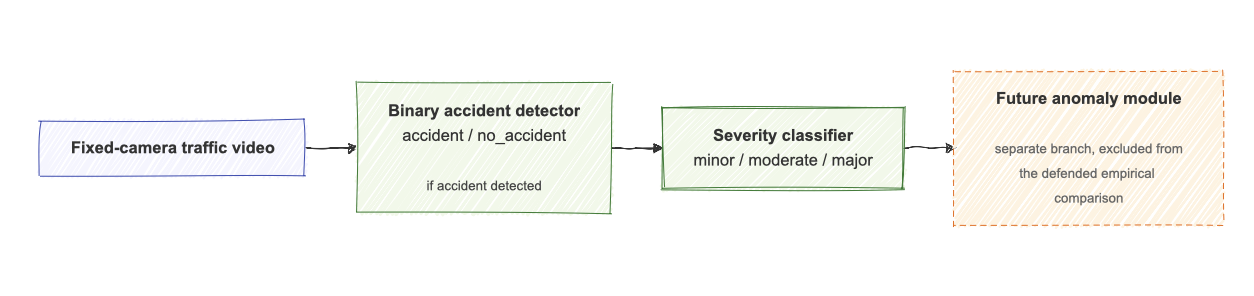 Fixed-camera traffic video
Binary accident detector
accident / no_accident
if accident detected
Severity classifier
minor / moderate / major
Future anomaly module
separate branch, excluded from
the defended empirical
comparison